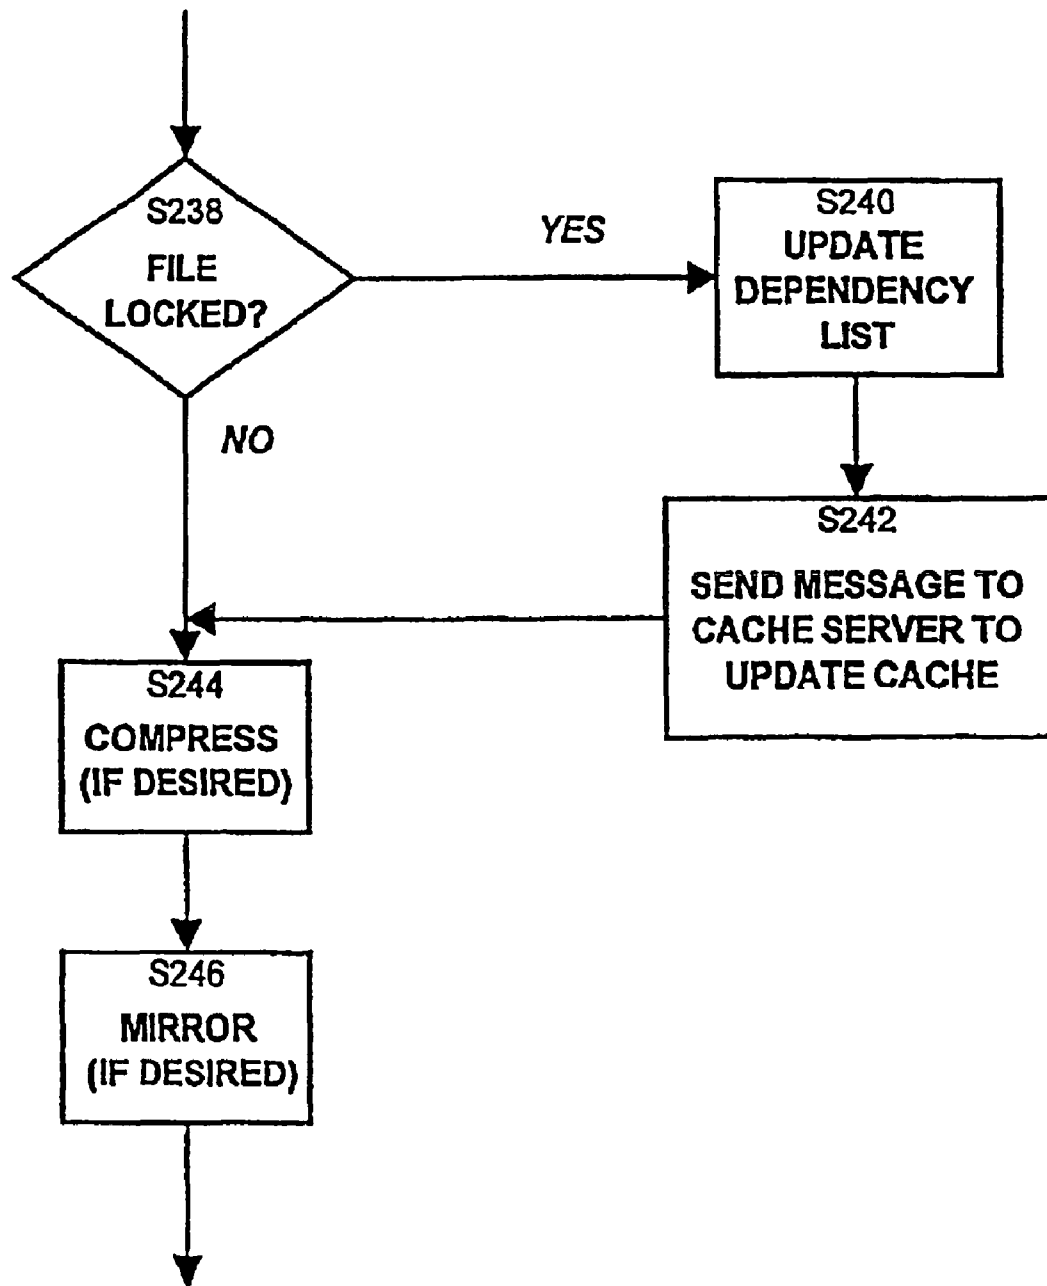 S238
FILE
LOCKED?
YES
NO
S240
UPDATE
DEPENDENCY
LIST
S242
SEND MESSAGE TO
CACHE SERVER TO
UPDATE CACHE
S244
COMPRESS
(IF DESIRED)
S246
MIRROR
(IF DESIRED)